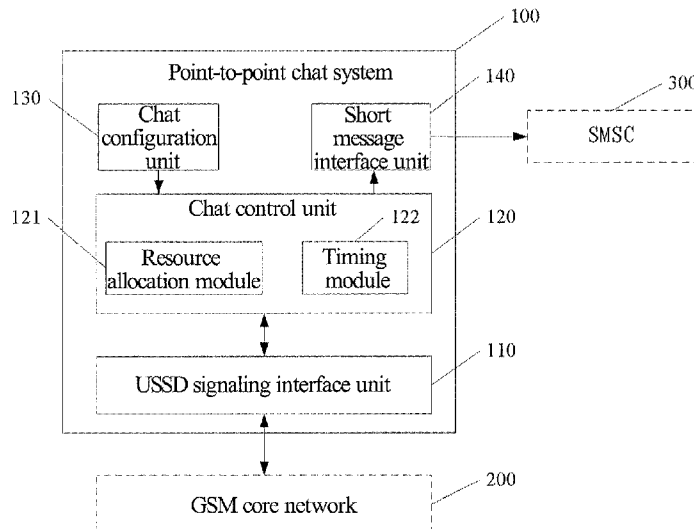 100
Point-to-point chat system
130
140
300
Chat
configuration
unit
Short
message
interface unit
SMSC
Chat control unit
121
122
120
Resource
allocation module
Timing
module
110
USSD signaling interface unit
200
GSM core network